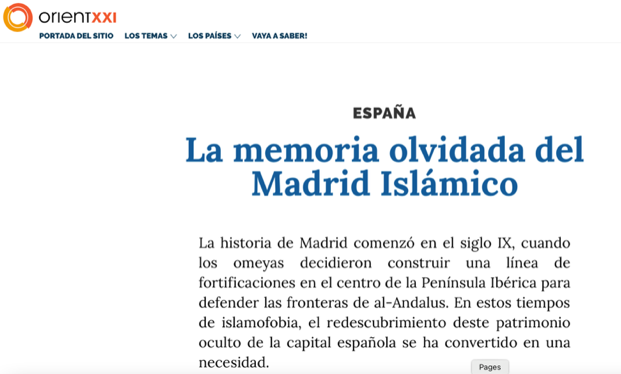 orientxxi
PORTADA DEL SITIO LOS TEMAS LOS PAÍSES VAYA A SABER!
ESPAÑA
La memoria olvidada del
Madrid Islámico
La historia de Madrid comenzó en el siglo IX, cuando
los omeyas decidieron construir una línea de
fortificaciones en el centro de la Península Ibérica para
defender las fronteras de al-Andalus. En estos tiempos
de islamofobia, el redescubrimiento deste patrimonio
oculto de la capital española se ha convertido en una
necesidad.
Pages